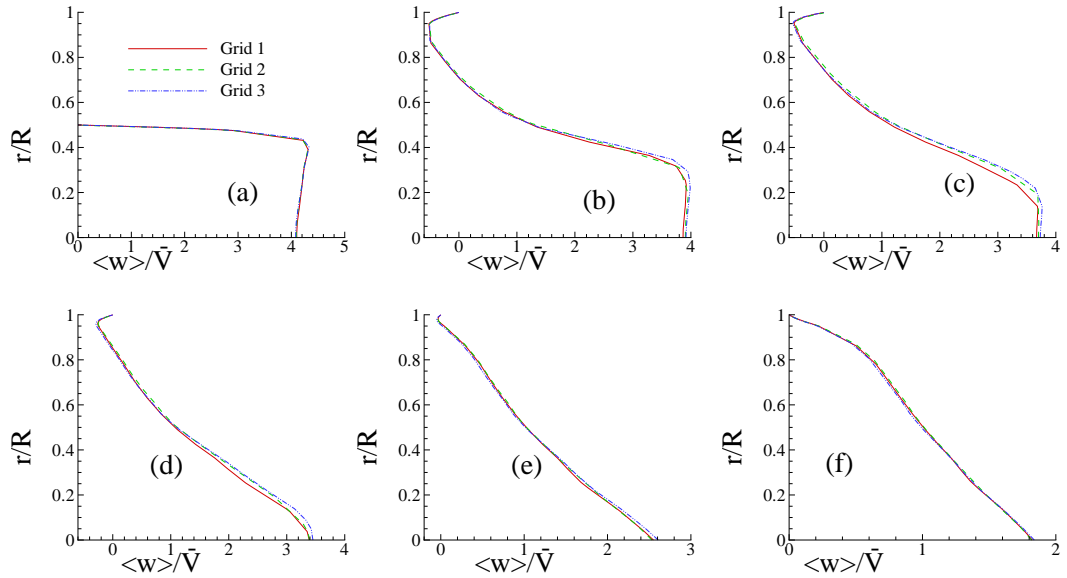 1
0.8
0.6
0.4
0.2
0
r/R
Grid 1
Grid 2
Grid 3
(a)
0 1 2 3 4 5
<w>/V̄
1
0.8
0.6
0.4
0.2
0
r/R
(b)
0 2 3 4
<w>/V̄
1
0.8
0.6
0.4
0.2
0
r/R
(c)
0 1 2 3 4
<w>/V̄
1
0.8
0.6
0.4
0.2
0
r/R
(d)
0 1 2 3 4
<w>/V̄
1
0.8
0.6
0.4
0.2
0
r/R
(e)
0 1 2 3
<w>/V̄
1
0.8
0.6
0.4
0.2
0
r/R
(f)
0 1 2
<w>/V̄